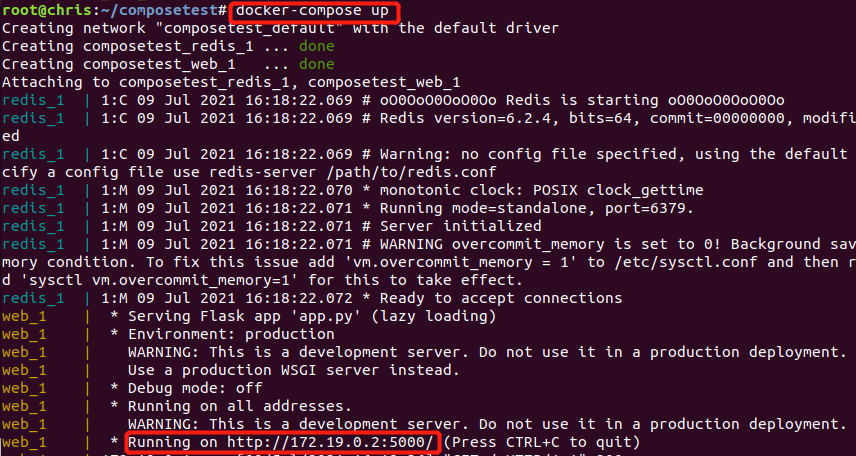 root@chris:~/composetest# docker-compose up
Creating network "composetest_default" with the default driver
Creating composetest_redis_1 ... done
Creating composetest_web_1   ... done
Attaching to composetest_redis_1, composetest_web_1
redis_1  | 1:C 09 Jul 2021 16:18:22.069 # oO0OoO0OoO0Oo Redis is starting oO0OoO0OoO0Oo
redis_1  | 1:C 09 Jul 2021 16:18:22.069 # Redis version=6.2.4, bits=64, commit=00000000, modifi
ed
redis_1  | 1:C 09 Jul 2021 16:18:22.069 # Warning: no config file specified, using the default
cify a config file use redis-server /path/to/redis.conf
redis_1  | 1:M 09 Jul 2021 16:18:22.070 * monotonic clock: POSIX clock_gettime
redis_1  | 1:M 09 Jul 2021 16:18:22.071 * Running mode=standalone, port=6379.
redis_1  | 1:M 09 Jul 2021 16:18:22.071 # Server initialized
redis_1  | 1:M 09 Jul 2021 16:18:22.071 # WARNING overcommit_memory is set to 0! Background sav
mory condition. To fix this issue add 'vm.overcommit_memory = 1' to /etc/sysctl.conf and then r
d 'sysctl vm.overcommit_memory=1' for this to take effect.
redis_1  | 1:M 09 Jul 2021 16:18:22.072 * Ready to accept connections
web_1    |  * Serving Flask app 'app.py' (lazy loading)
web_1    |  * Environment: production
web_1    |    WARNING: This is a development server. Do not use it in a production deployment.
web_1    |    Use a production WSGI server instead.
web_1    |  * Debug mode: off
web_1    |  * Running on all addresses.
web_1    |    WARNING: This is a development server. Do not use it in a production deployment.
web_1    |  * Running on http://172.19.0.2:5000/ (Press CTRL+C to quit)